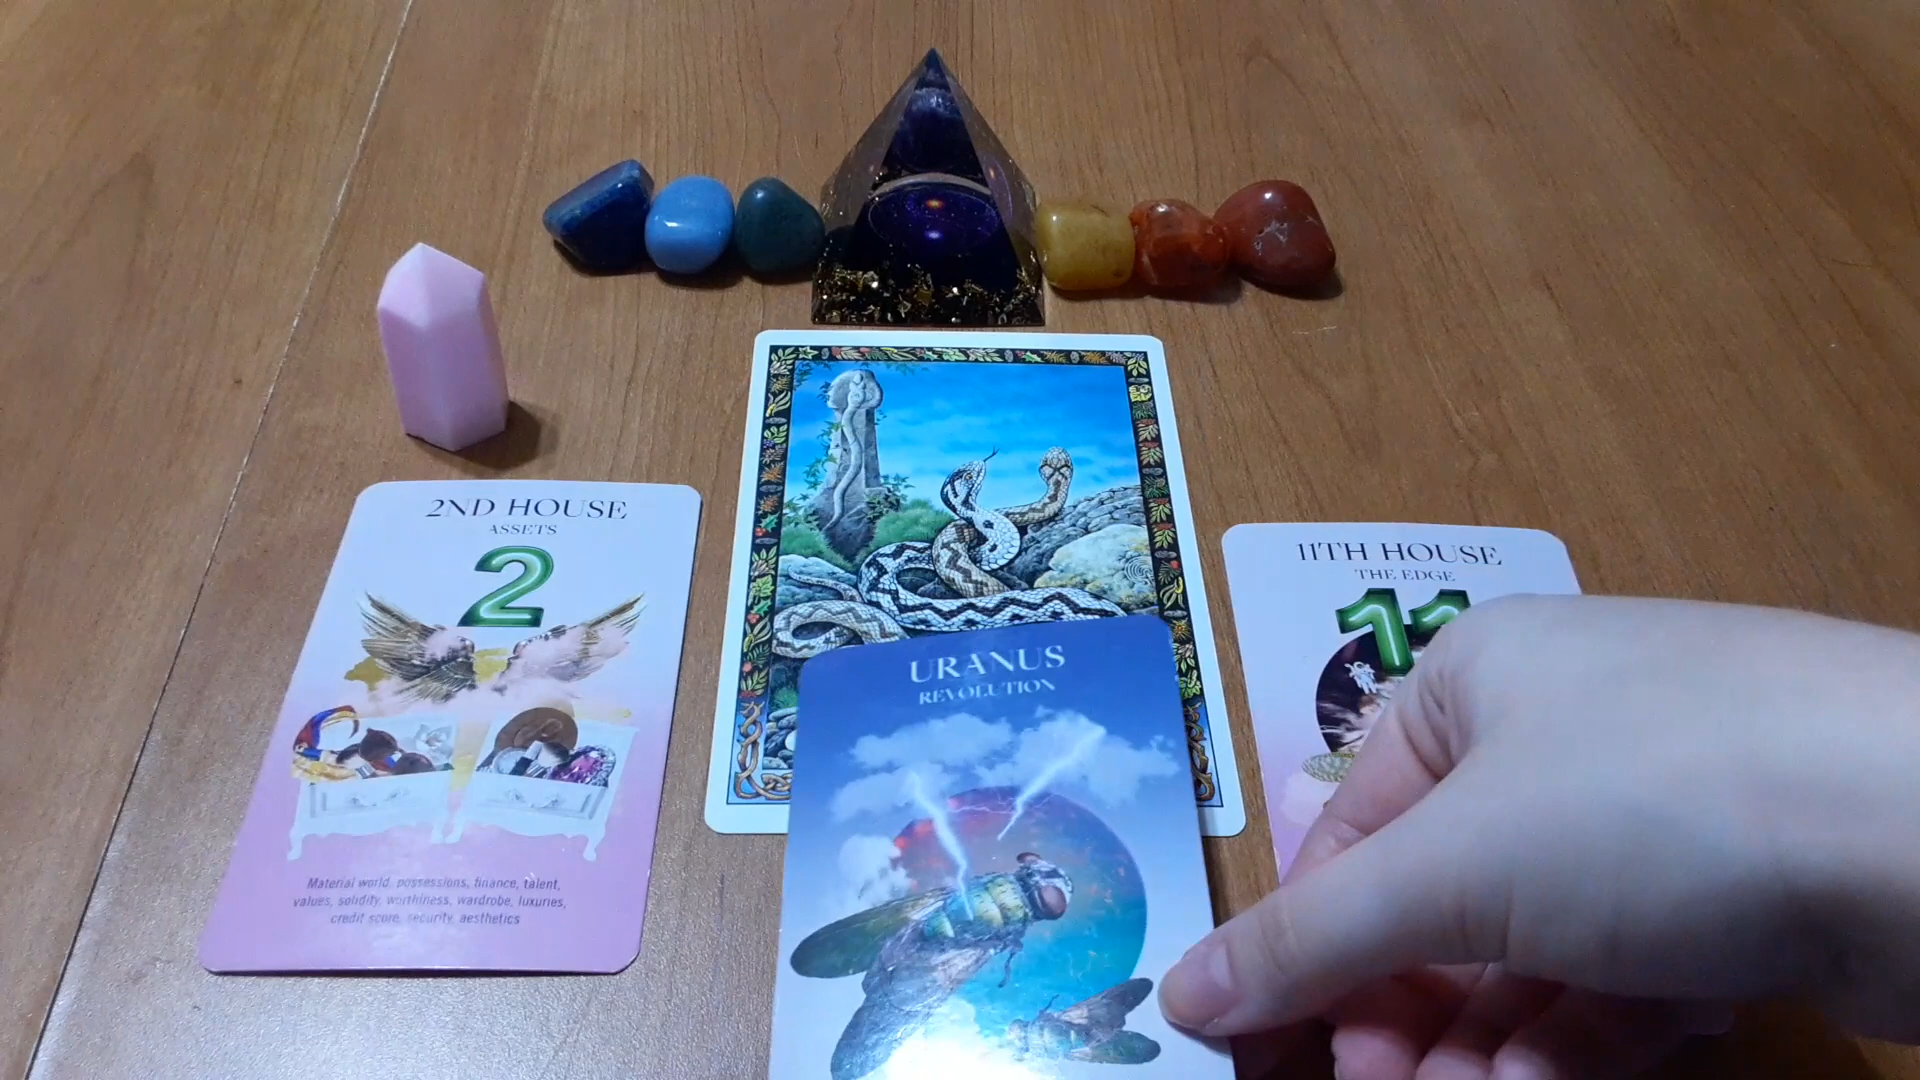 2ND HOUSE
ASSETS
2
Material world, possessions, finance, talent,
values, solidity, worthiness, wardrobe, luxuries,
credit score, security, aesthetics
URANUS
REVOLUTION
11TH HOUSE
THE EDGE
11